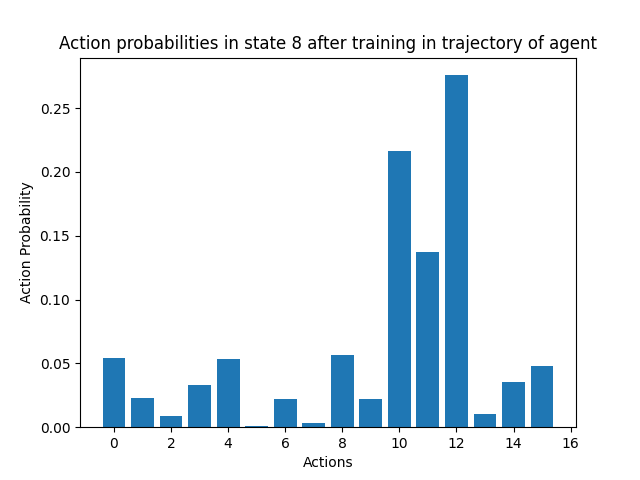 Action probabilities in state 8 after training in trajectory of agent
0.25
0.20
0.15
0.10
0.05
0.00
Action Probability
0 2 4 6 8 10 12 14 16
Actions